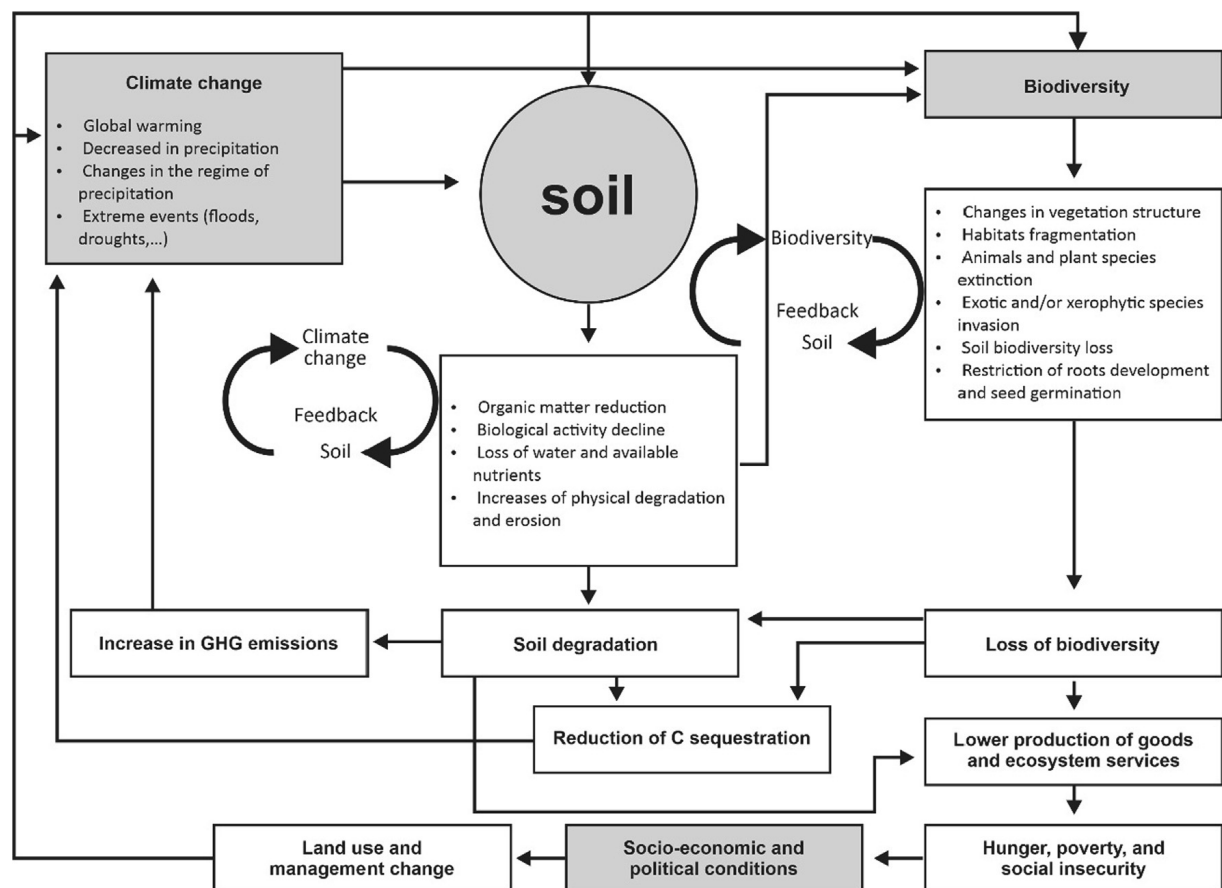 Climate change
• Global warming
• Decreased in precipitation
• Changes in the regime of
precipitation
• Extreme events (floods,
droughts,...)
soil
Biodiversity
• Changes in vegetation structure
• Habitats fragmentation
• Animals and plant species
extinction
• Exotic and/or xerophytic species
invasion
• Soil biodiversity loss
• Restriction of roots development
and seed germination
Biodiversity
Feedback
Soil
Climate
change
Feedback
Soil
• Organic matter reduction
• Biological activity decline
• Loss of water and available
nutrients
• Increases of physical degradation
and erosion
Increase in GHG emissions
Soil degradation
Loss of biodiversity
Reduction of C sequestration
Lower production of goods
and ecosystem services
Land use and
management change
Socio-economic and
political conditions
Hunger, poverty, and
social insecurity